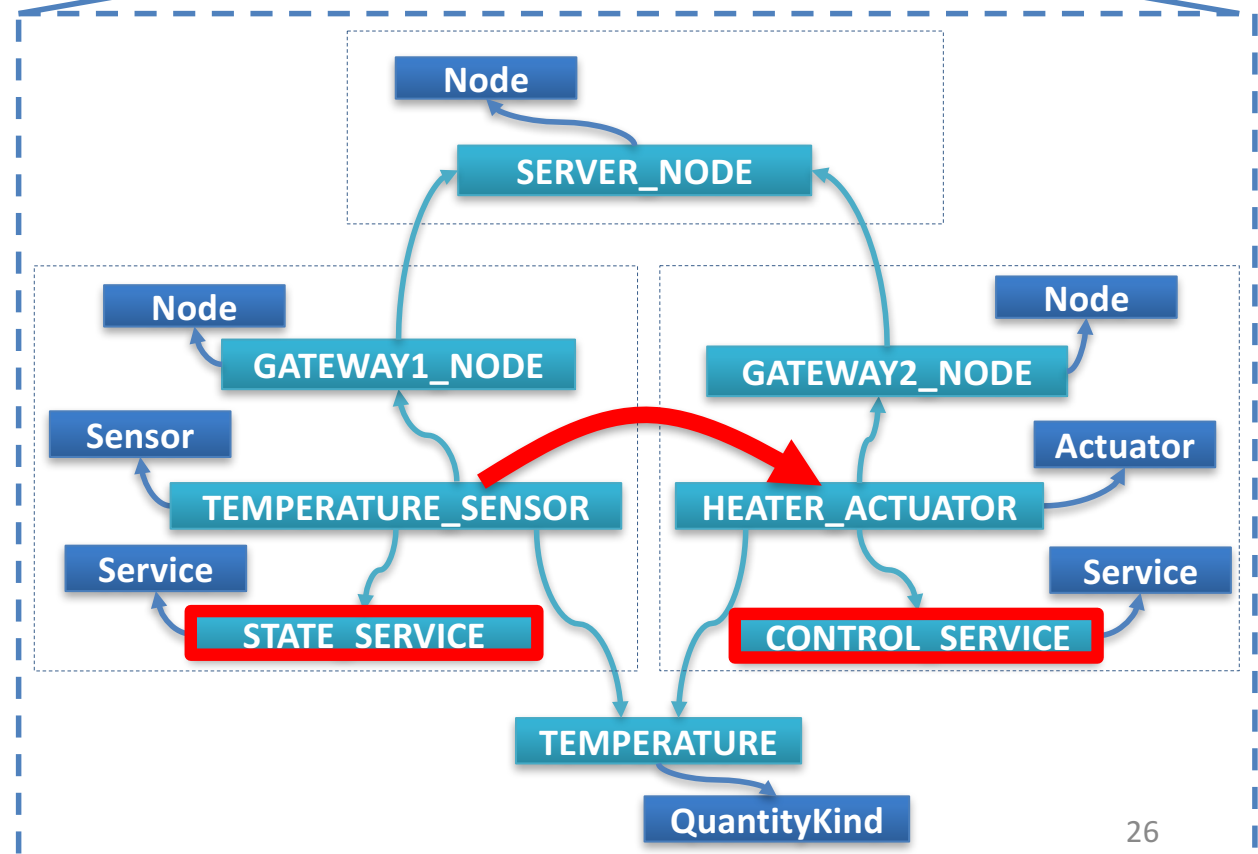 Node
SERVER_NODE
Node
GATEWAY1_NODE
Sensor
TEMPERATURE_SENSOR
Service
STATE_SERVICE
Node
GATEWAY2_NODE
Actuator
HEATER_ACTUATOR
Service
CONTROL_SERVICE
TEMPERATURE
QuantityKind
26